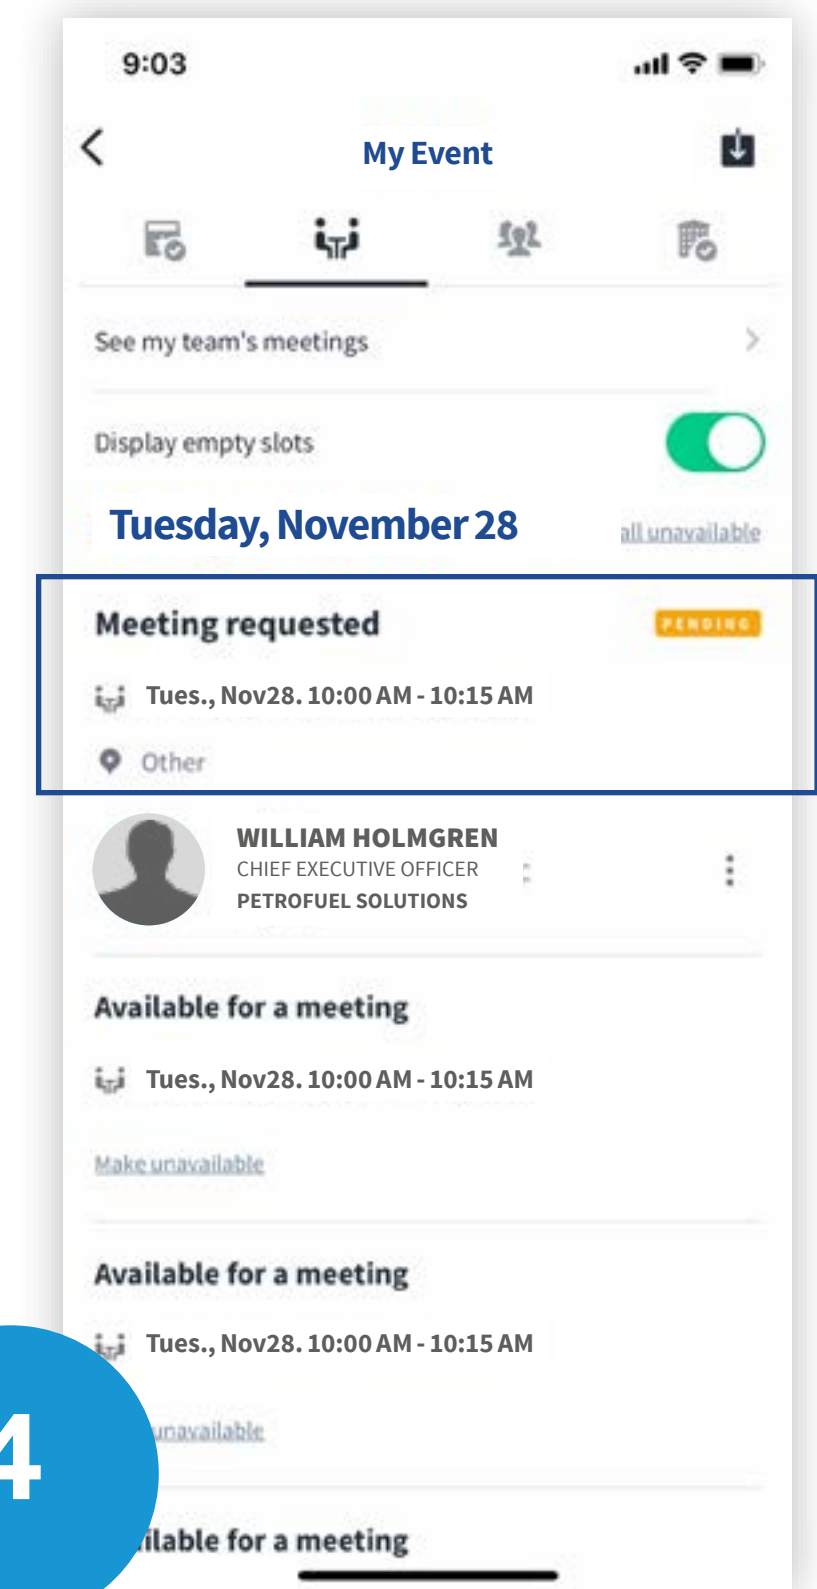 9:03
My Event
See my team's meetings
Display empty slots
Tuesday, November 28
all unavailable
Meeting requested
PENDING
Tues., Nov28. 10:00 AM - 10:15 AM
Other
WILLIAM HOLMGREN
CHIEF EXECUTIVE OFFICER
PETROFUEL SOLUTIONS
Available for a meeting
Tues., Nov28. 10:00 AM - 10:15 AM
Make unavailable
Available for a meeting
Tues., Nov28. 10:00 AM - 10:15 AM
unavailable
4
ilable for a meeting